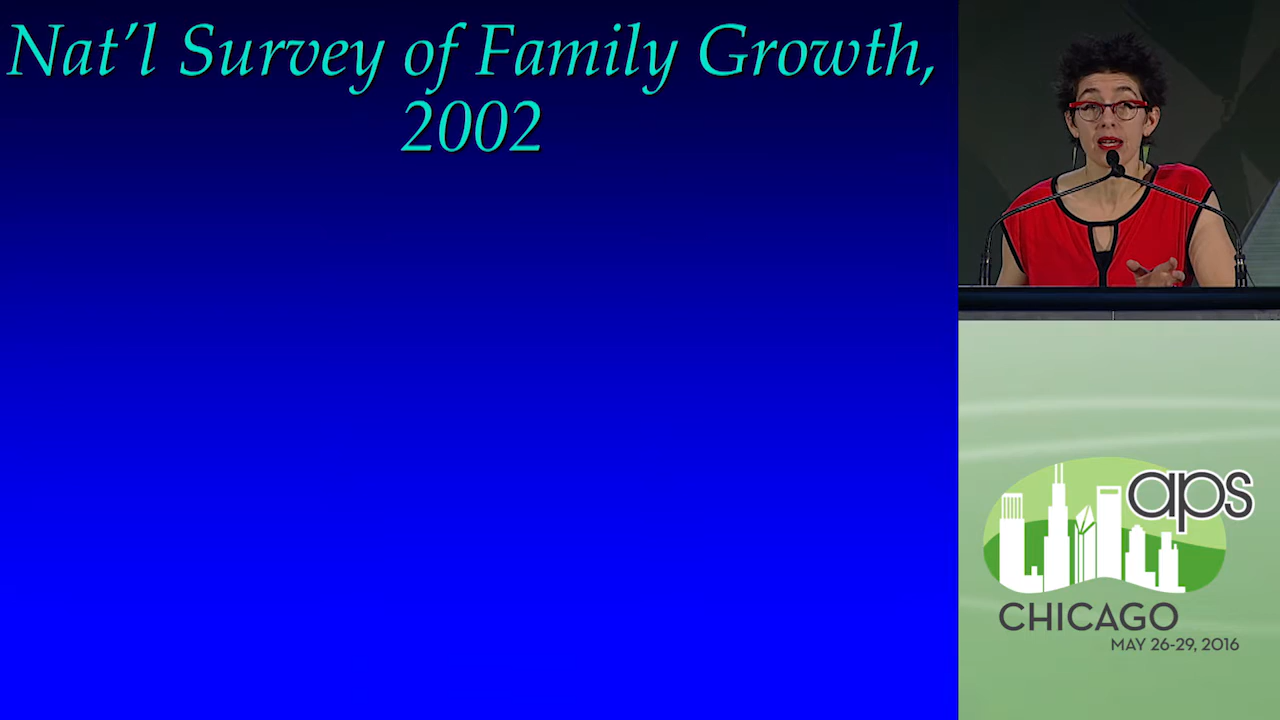 Nat’l Survey of Family Growth,
2002
aps
CHICAGO
MAY 26-29, 2016